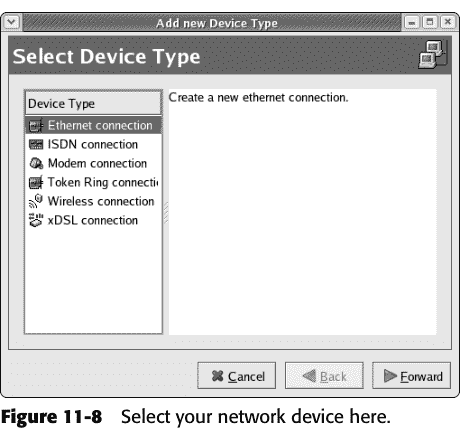 Add new Device Type
Select Device Type
Device Type
Create a new ethernet connection.
Ethernet connection
ISDN connection
Modem connection
Token Ring connecti
Wireless connection
xDSL connection
Cancel
Back
Forward
Figure 11-8 Select your network device here.